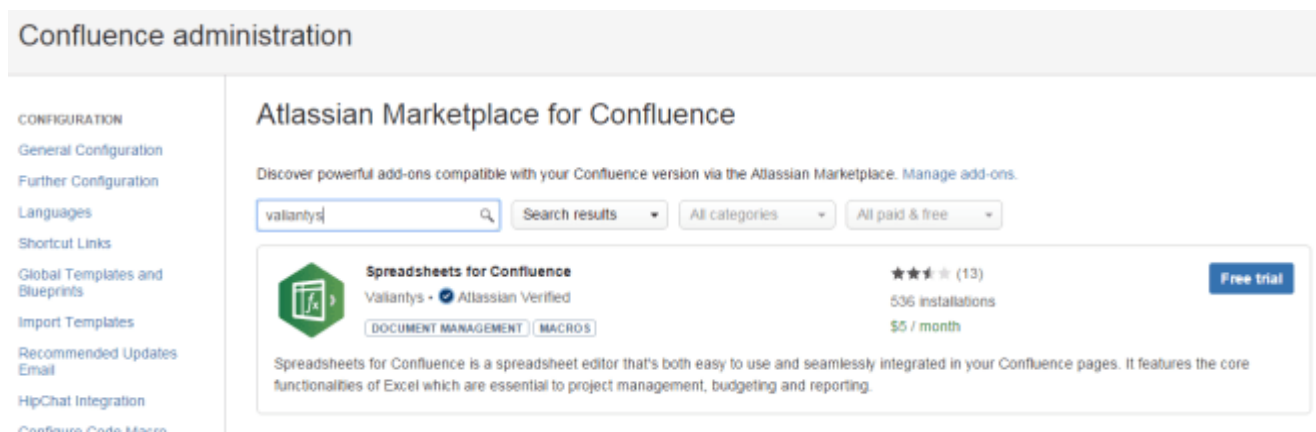 Confluence administration
CONFIGURATION
General Configuration
Further Configuration
Languages
Shortcut Links
Global Templates and
Blueprints
Import Templates
Recommended Updates
Email
HipChat Integration
Configure Code Macro
Atlassian Marketplace for Confluence
Discover powerful add-ons compatible with your Confluence version via the Atlassian Marketplace. Manage add-ons.
valiantys
Search results
All categories
All paid & free
fx
Spreadsheets for Confluence
Valiantys • Atlassian Verified
DOCUMENT MANAGEMENT MACROS
(13)
536 installations
$5 / month
Free trial
Spreadsheets for Confluence is a spreadsheet editor that's both easy to use and seamlessly integrated in your Confluence pages. It features the core
functionalities of Excel which are essential to project management, budgeting and reporting.